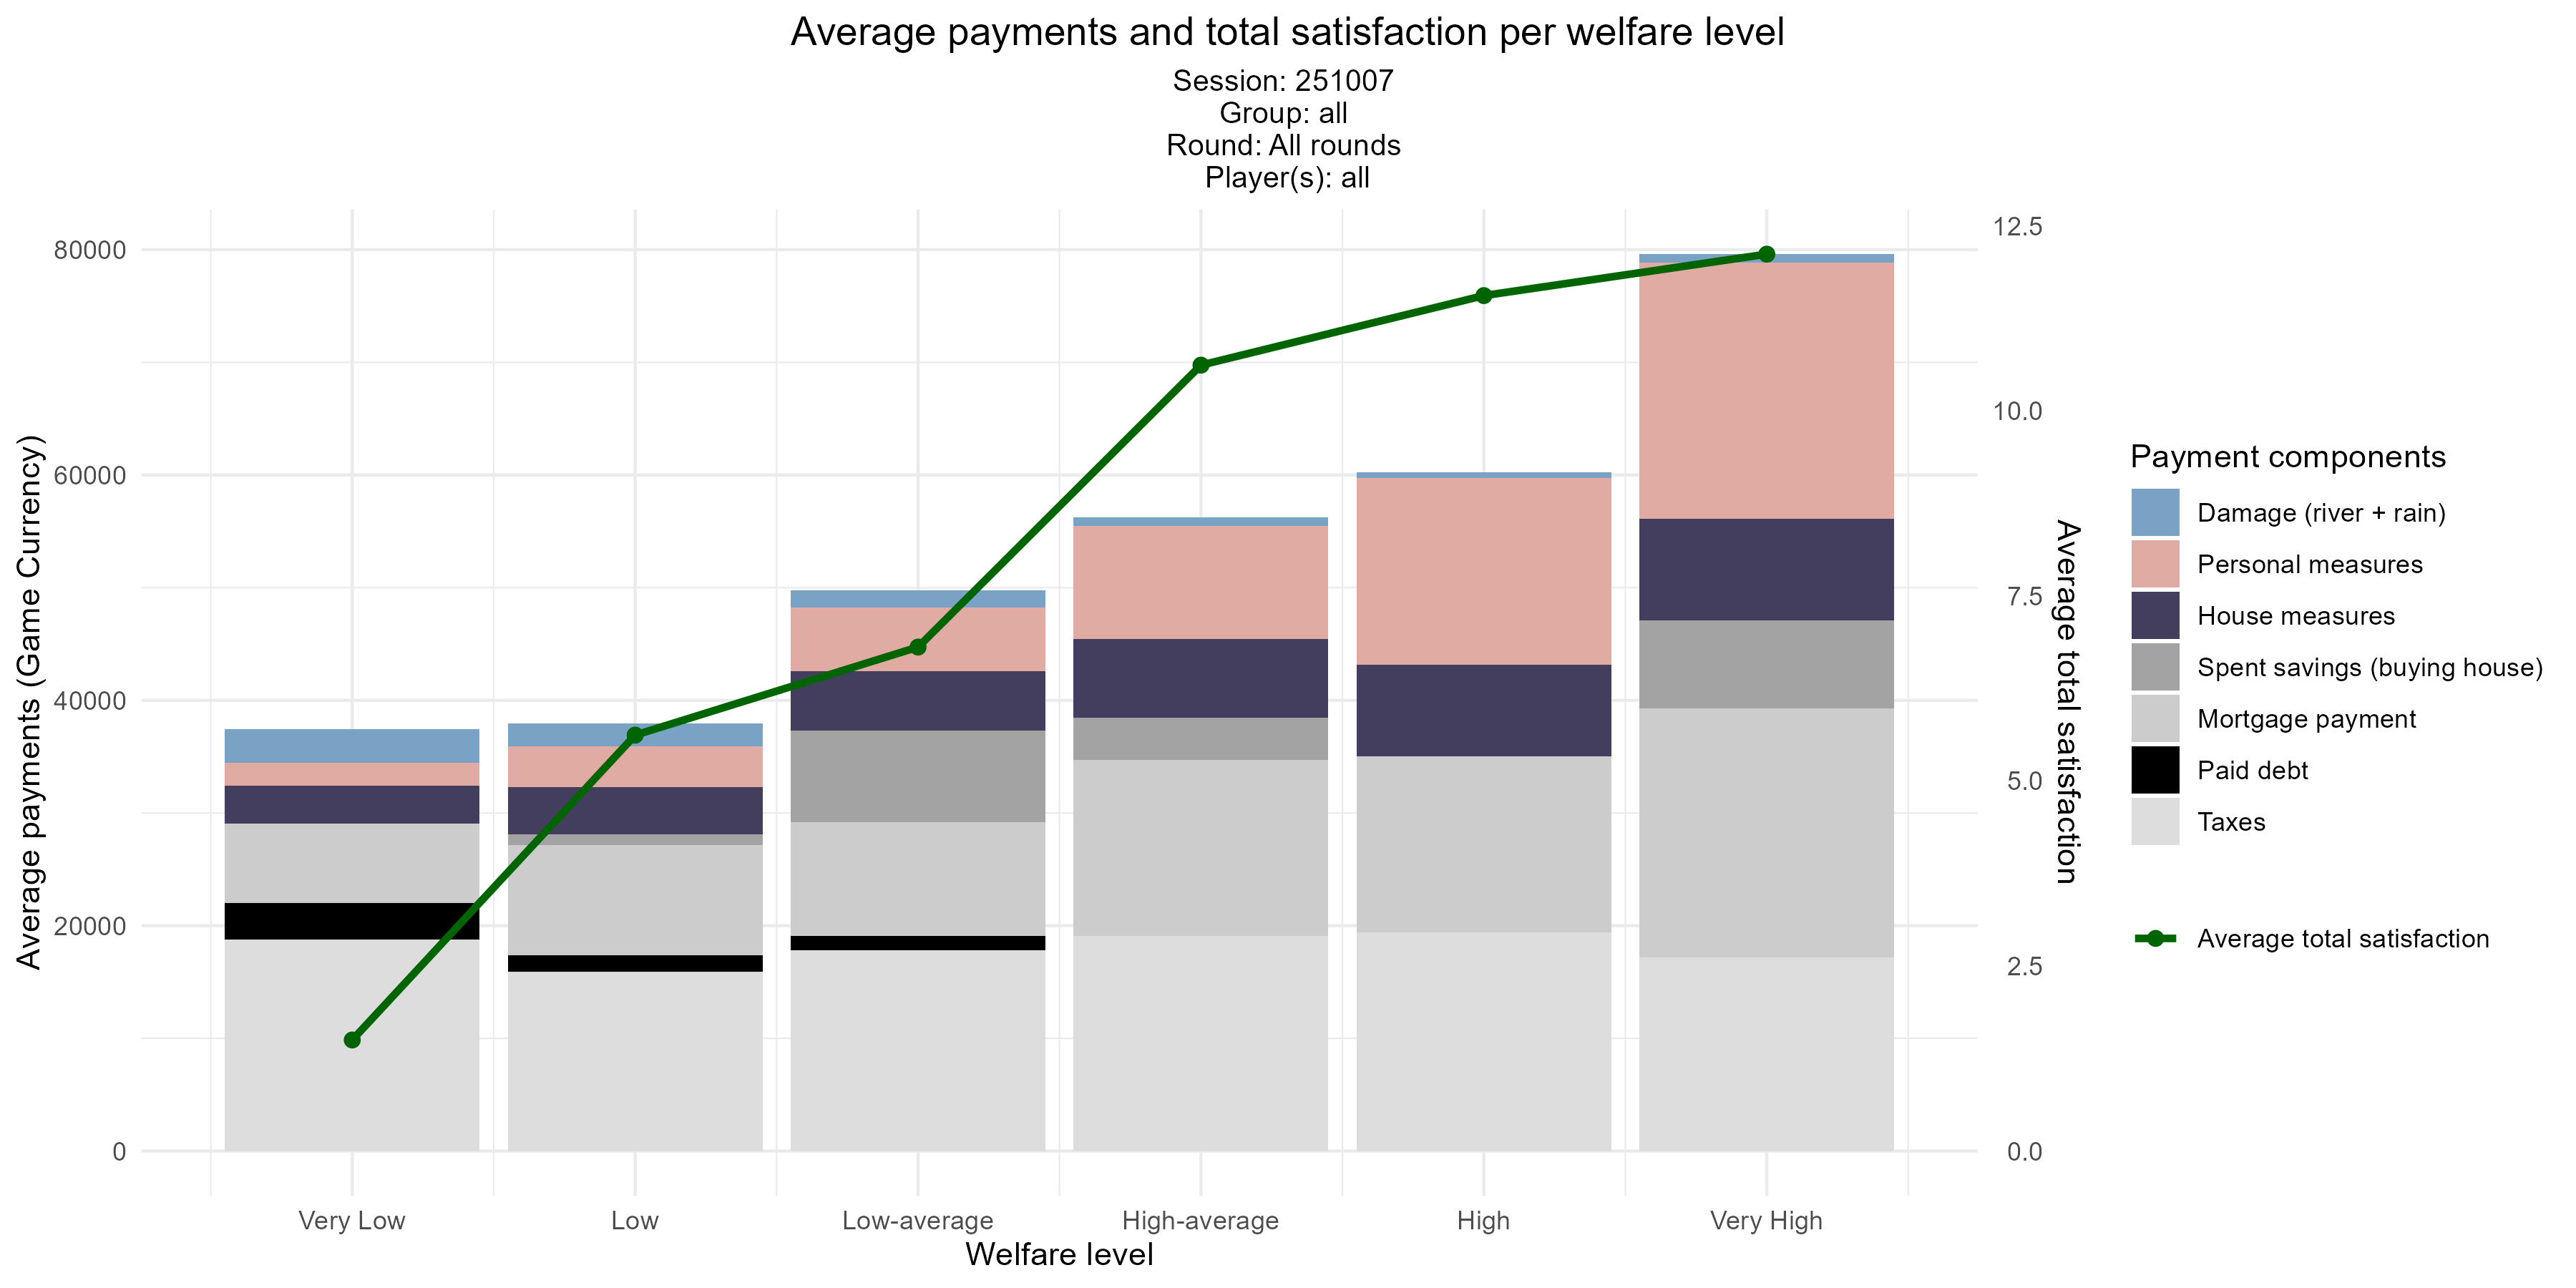 Average payments and total satisfaction per welfare level
Session: 251007
Group: all
Round: All rounds
Player(s): all
Average payments (Game Currency)
80000
60000
40000
20000
0
12.5
10.0
7.5
5.0
2.5
0.0
Average total satisfaction
Very Low
Low
Low-average
High-average
High
Very High
Welfare level
Payment components
Damage (river + rain)
Personal measures
House measures
Spent savings (buying house)
Mortgage payment
Paid debt
Taxes
Average total satisfaction